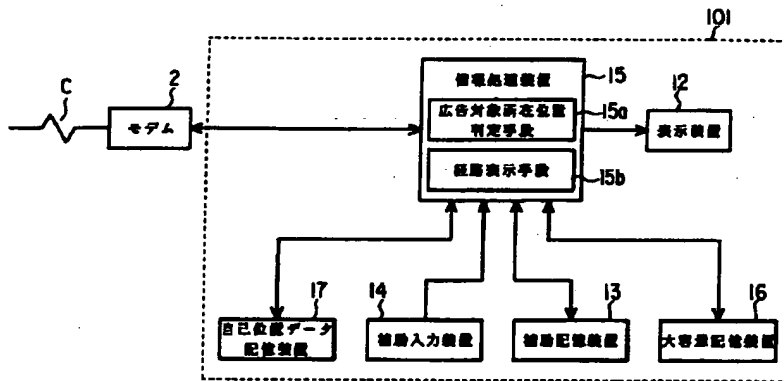 101
C
2
モデム
情報処理装置
15
広告対象所在位置
判定手段
15a
経路表示手段
15b
12
表示装置
17
自己位置データ
記憶装置
14
補助入力装置
13
補助記憶装置
16
大容量記憶装置